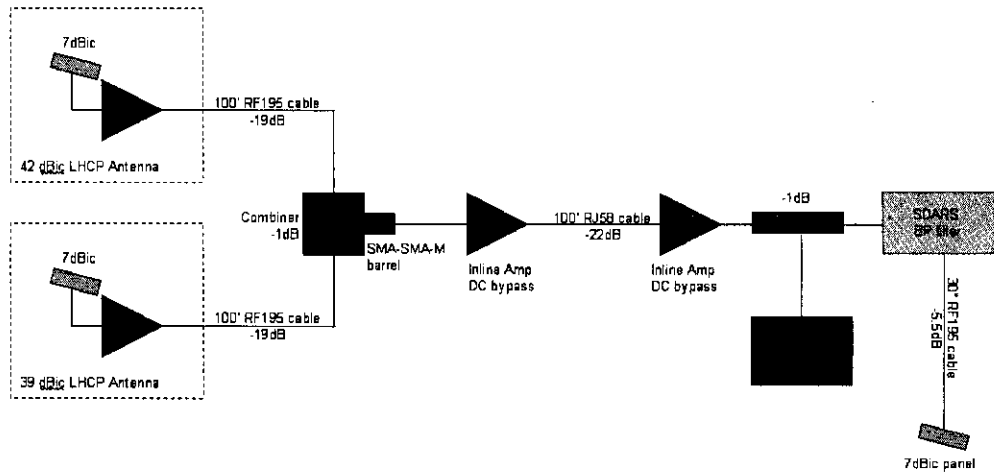 7dBic
100' RF195 cable
-19dB
42 dBic LHCP Antenna
Combiner
-1dB
SMA-SMA-M
barrel
Inline Amp
DC bypass
100' RJ58 cable
-22dB
Inline Amp
DC bypass
-1dB
SDARS
BP filter
30" RF195 cable
-5.5dB
7dBic panel
7dBic
100' RF195 cable
-19dB
39 dBic LHCP Antenna